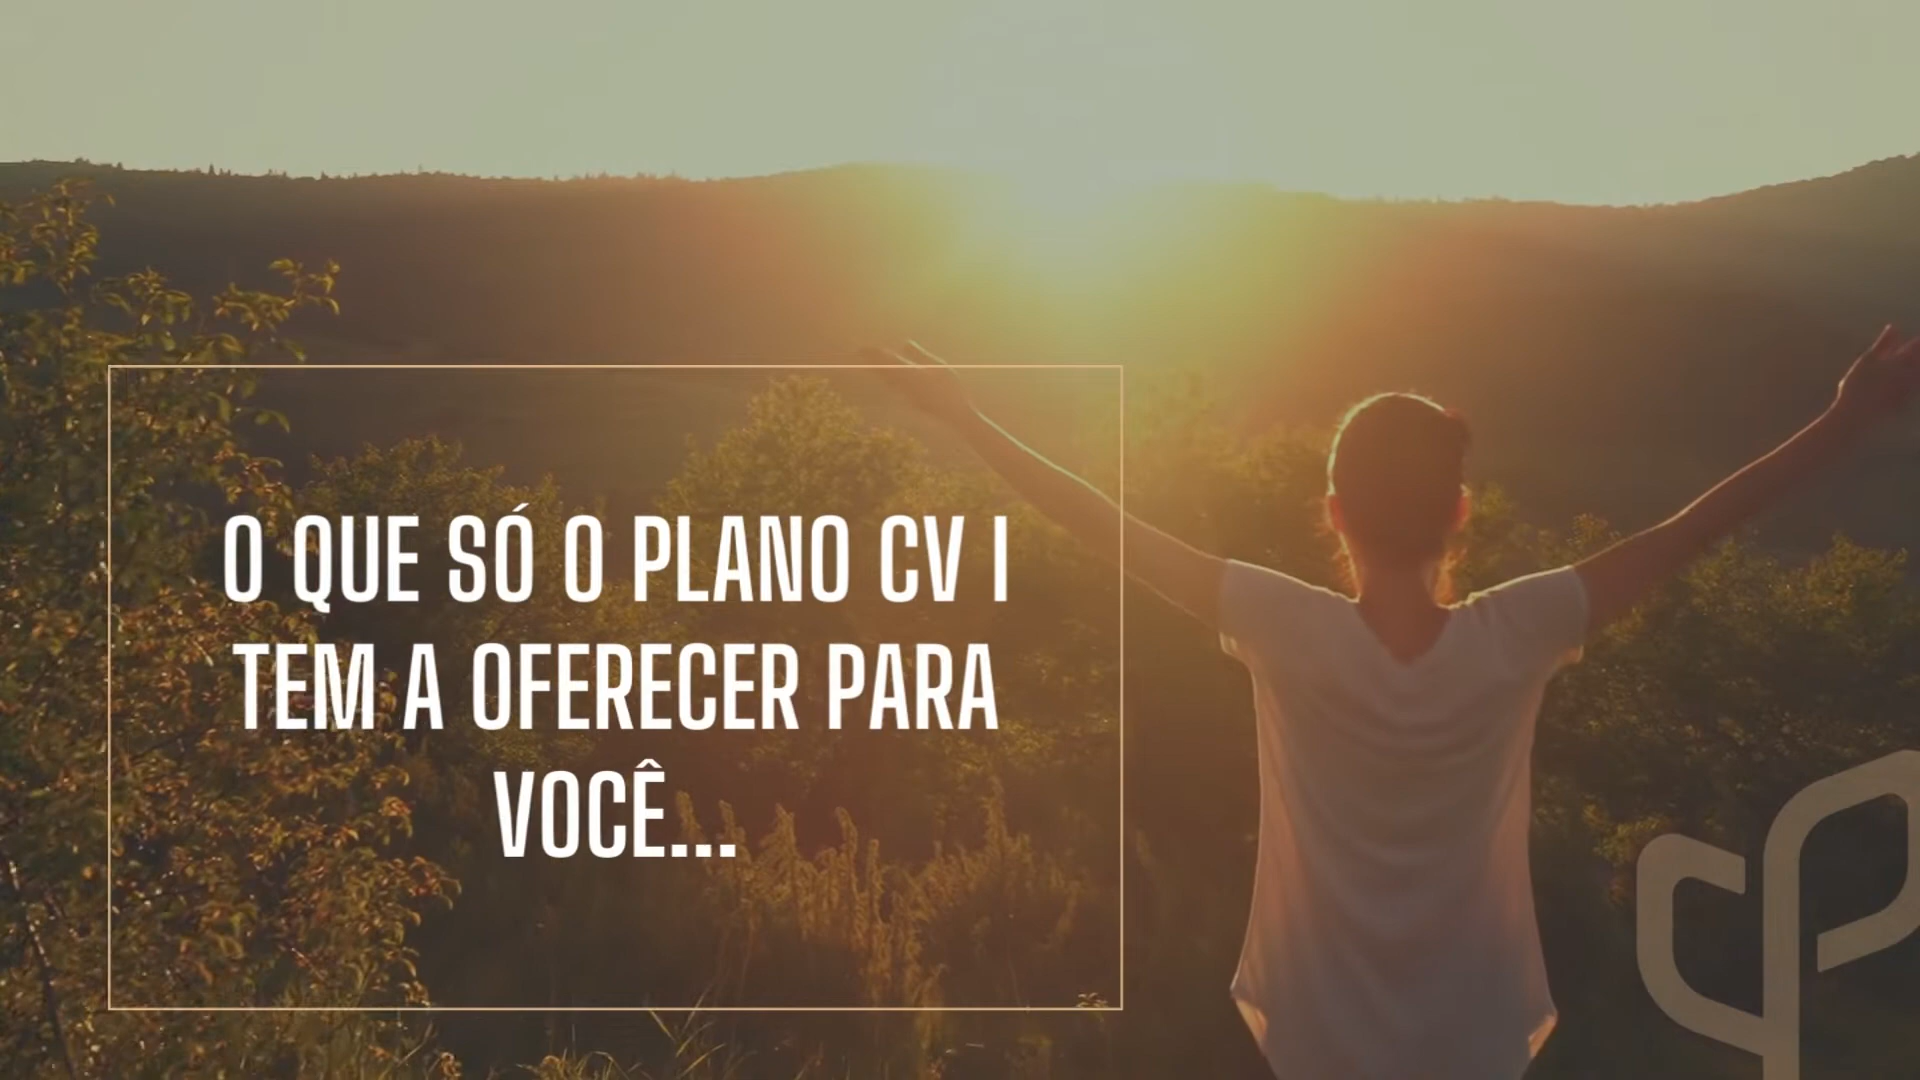 O QUE SÓ O PLANO CV I
TEM A OFERECER PARA
VOCÊ...